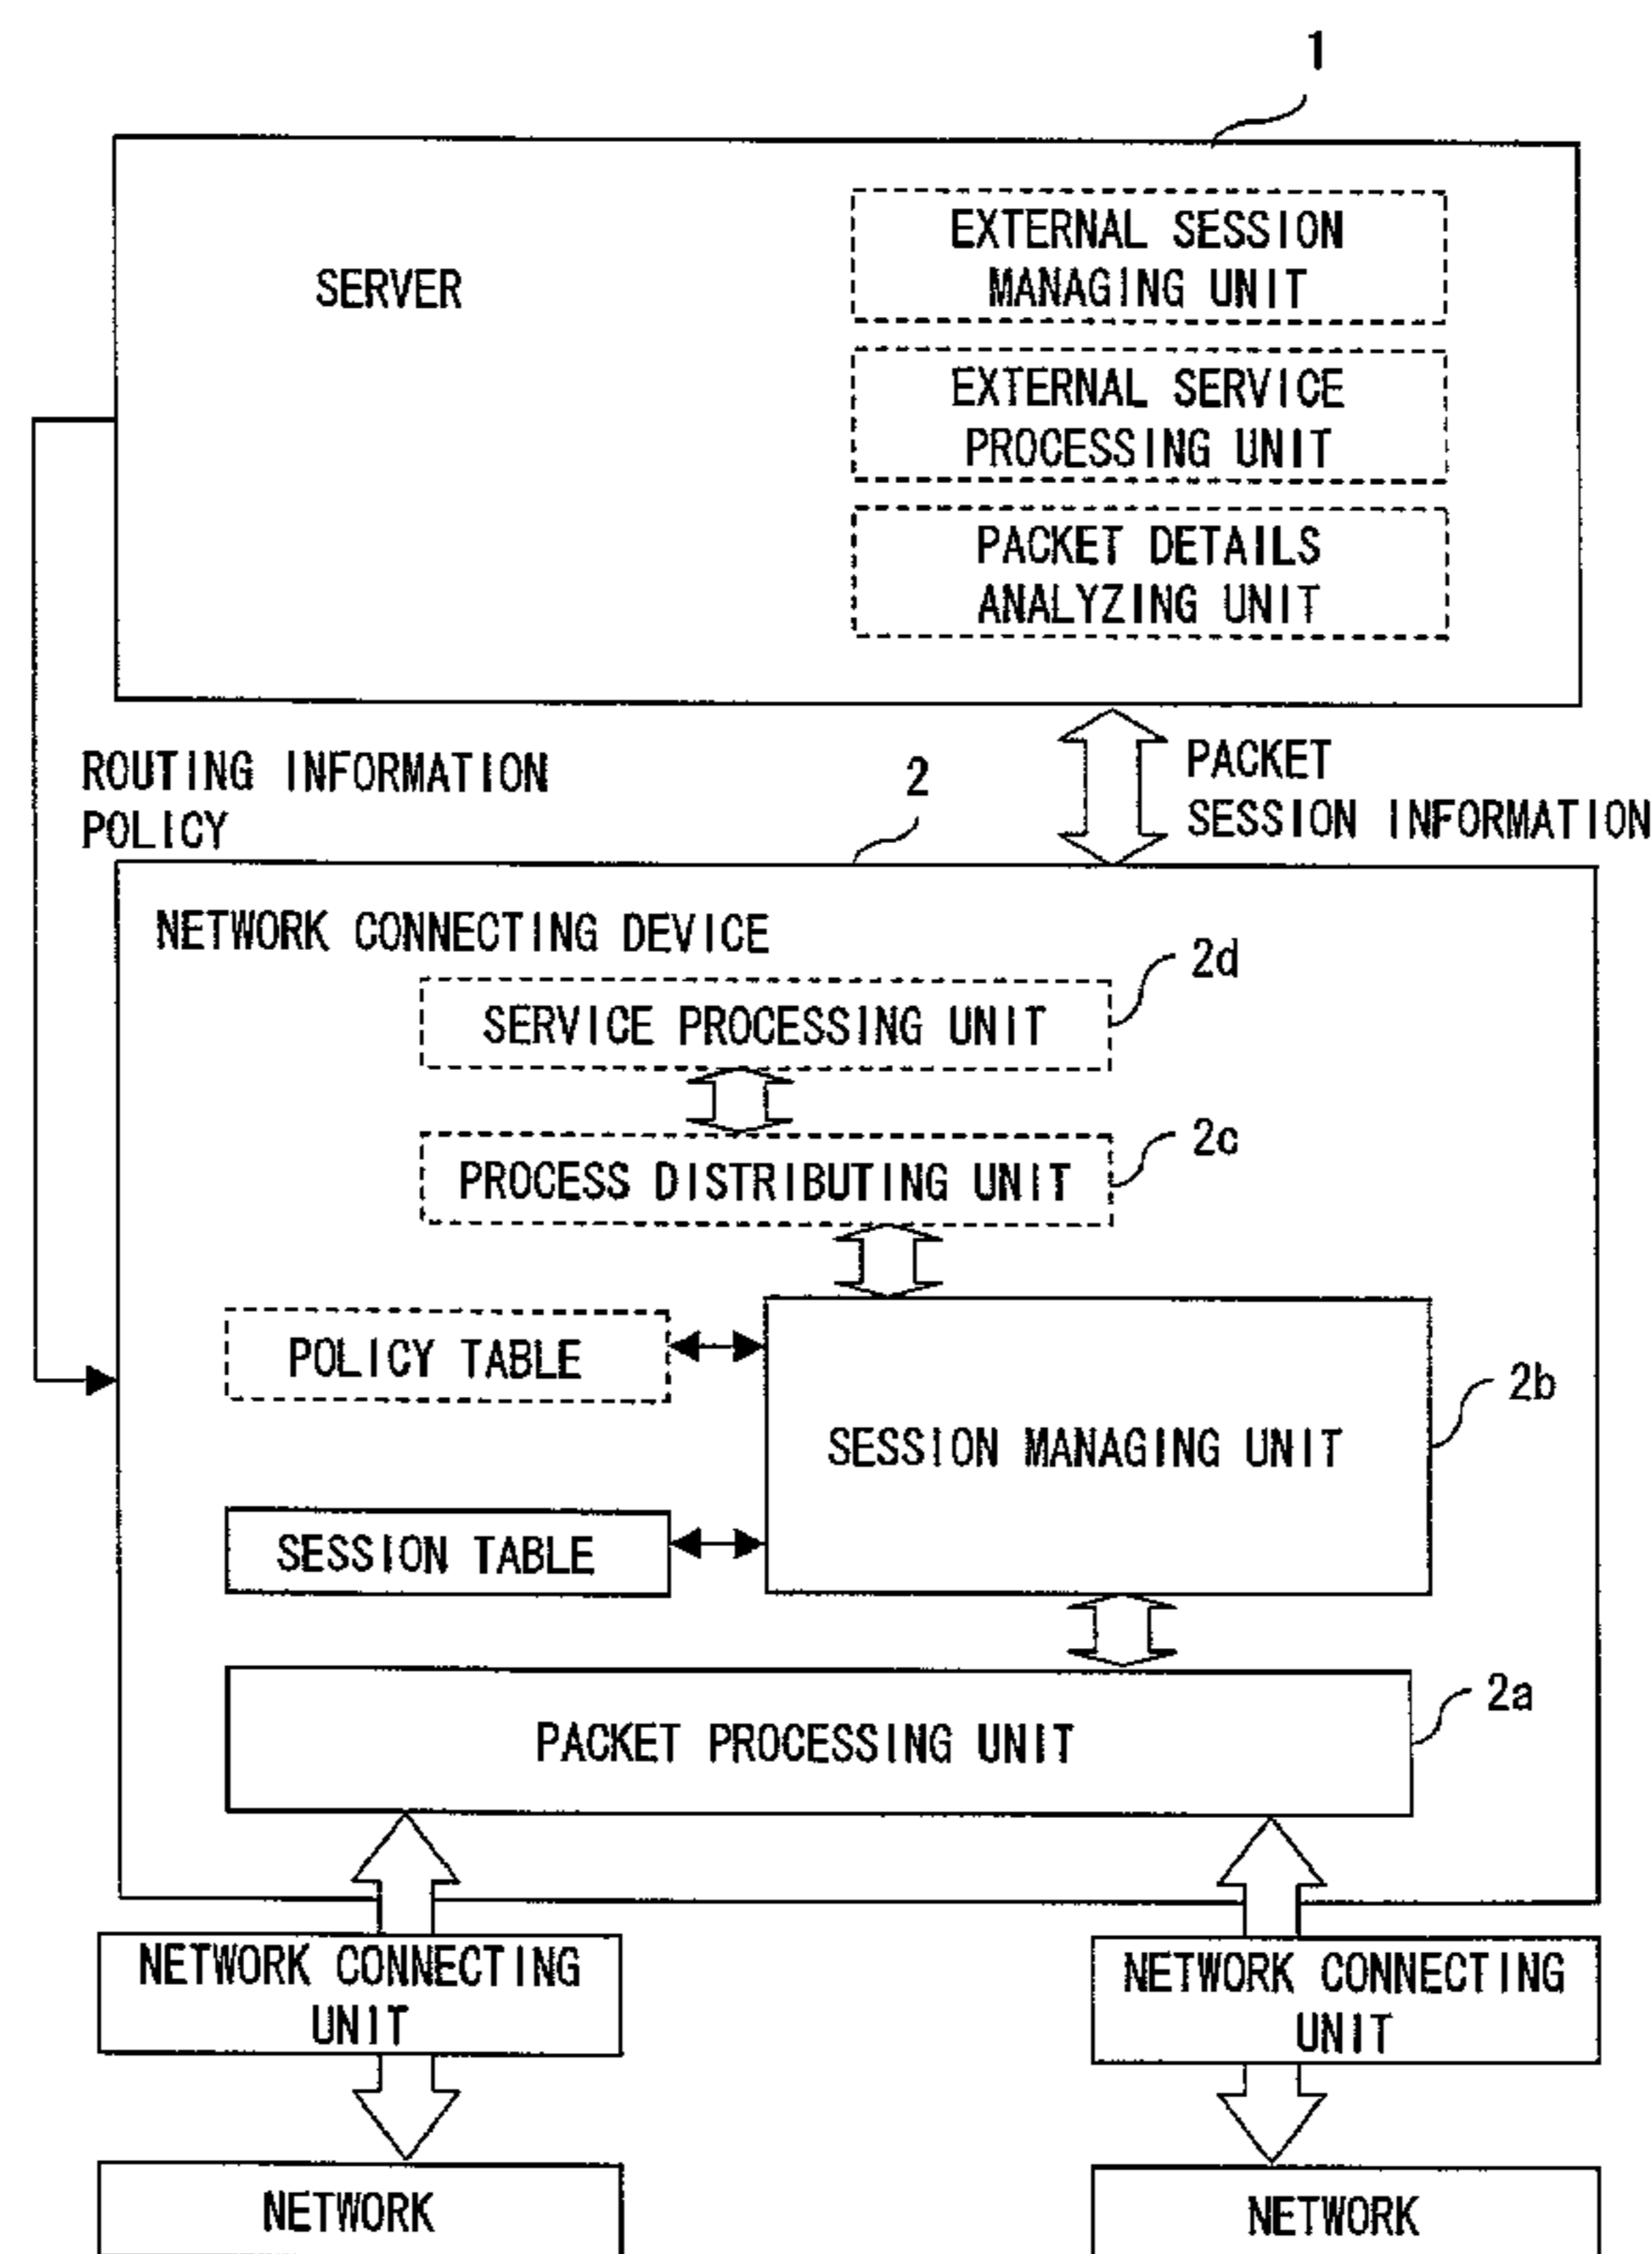 1
SERVER
EXTERNAL SESSION
MANAGING UNIT
EXTERNAL SERVICE
PROCESSING UNIT
PACKET DETAILS
ANALYZING UNIT
ROUTING INFORMATION
POLICY
2
PACKET
SESSION INFORMATION
NETWORK CONNECTING DEVICE
2d
SERVICE PROCESSING UNIT
2c
PROCESS DISTRIBUTING UNIT
POLICY TABLE
2b
SESSION MANAGING UNIT
SESSION TABLE
2a
PACKET PROCESSING UNIT
NETWORK CONNECTING
UNIT
NETWORK CONNECTING
UNIT
NETWORK
NETWORK